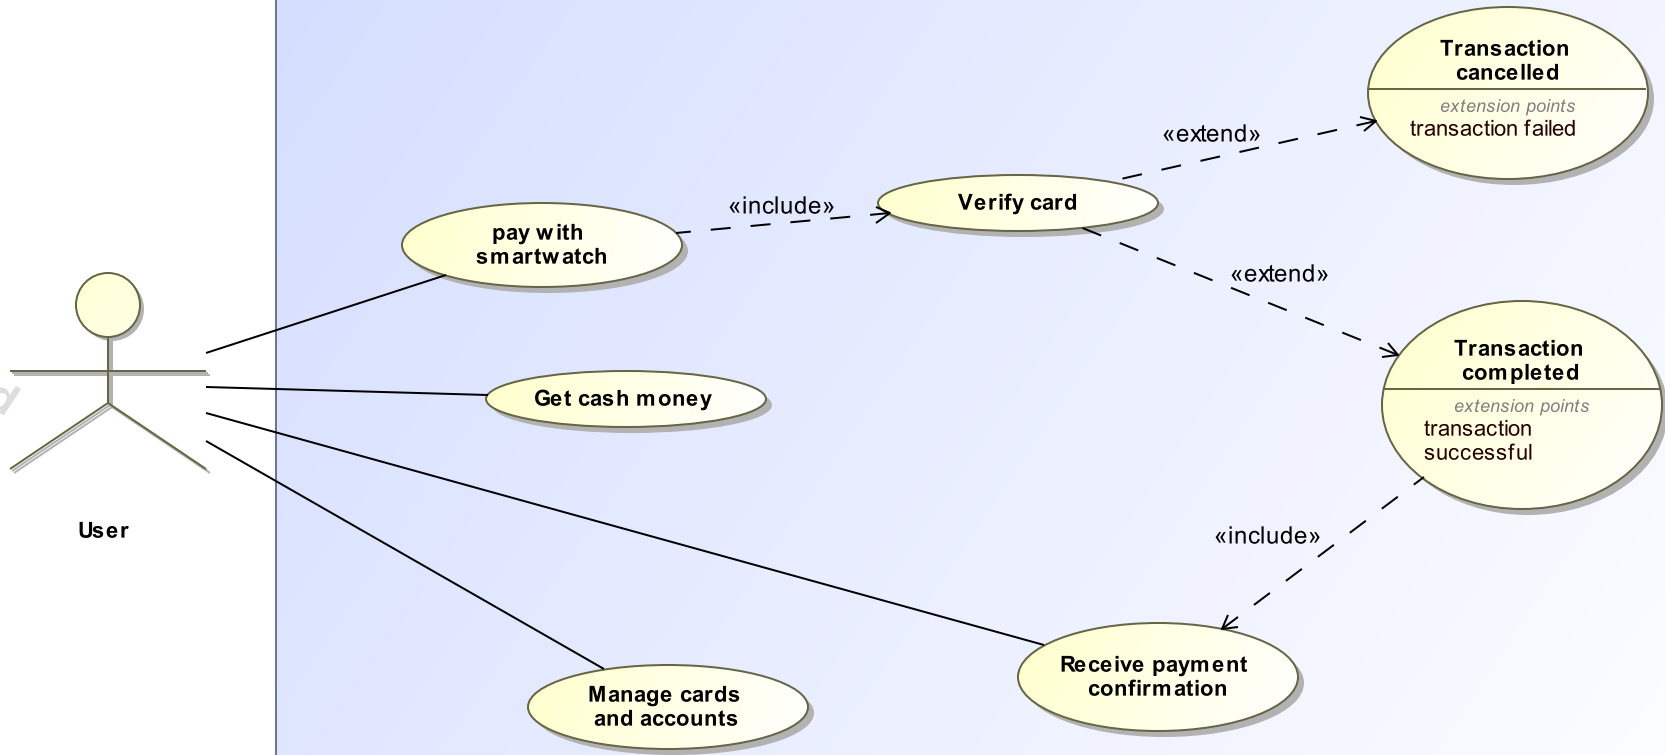 Transaction
cancelled
extension points
transaction failed
«extend»
Verify card
«include»
pay with
smartwatch
«extend»
Transaction
completed
extension points
transaction
successful
Get cash money
User
«include»
Receive payment
confirmation
Manage cards
and accounts